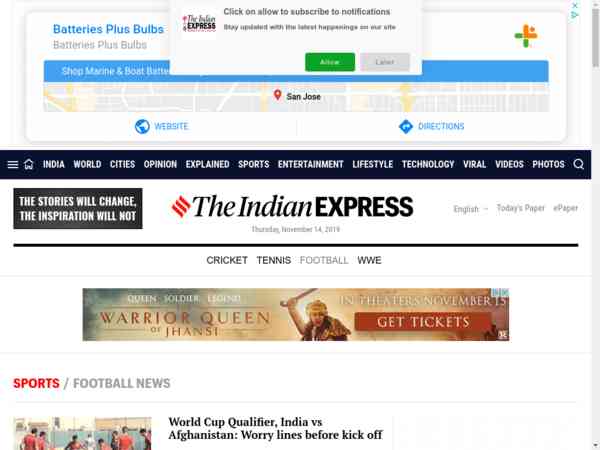 Click on allow to subscribe to notifications
Stay updated with the latest happenings on our site
Allow
Later
The Indian
EXPRESS
Batteries Plus Bulbs
Batteries Plus Bulbs
Shop Marine & Boat Batter
San Jose
WEBSITE
DIRECTIONS
INDIA WORLD CITIES OPINION EXPLAINED SPORTS ENTERTAINMENT LIFESTYLE TECHNOLOGY VIRAL VIDEOS PHOTOS
THE STORIES WILL CHANGE,
THE INSPIRATION WILL NOT
The Indian EXPRESS
Thursday, November 14, 2019
English
Today's Paper
ePaper
CRICKET TENNIS FOOTBALL WWE
QUEEN. SOLDIER. LEGEND.
WARRIOR QUEEN
OF JHANSI
IN THEATERS NOVEMBER 15
GET TICKETS
R
SPORTS / FOOTBALL NEWS
World Cup Qualifier, India vs
Afghanistan: Worry lines before kick off